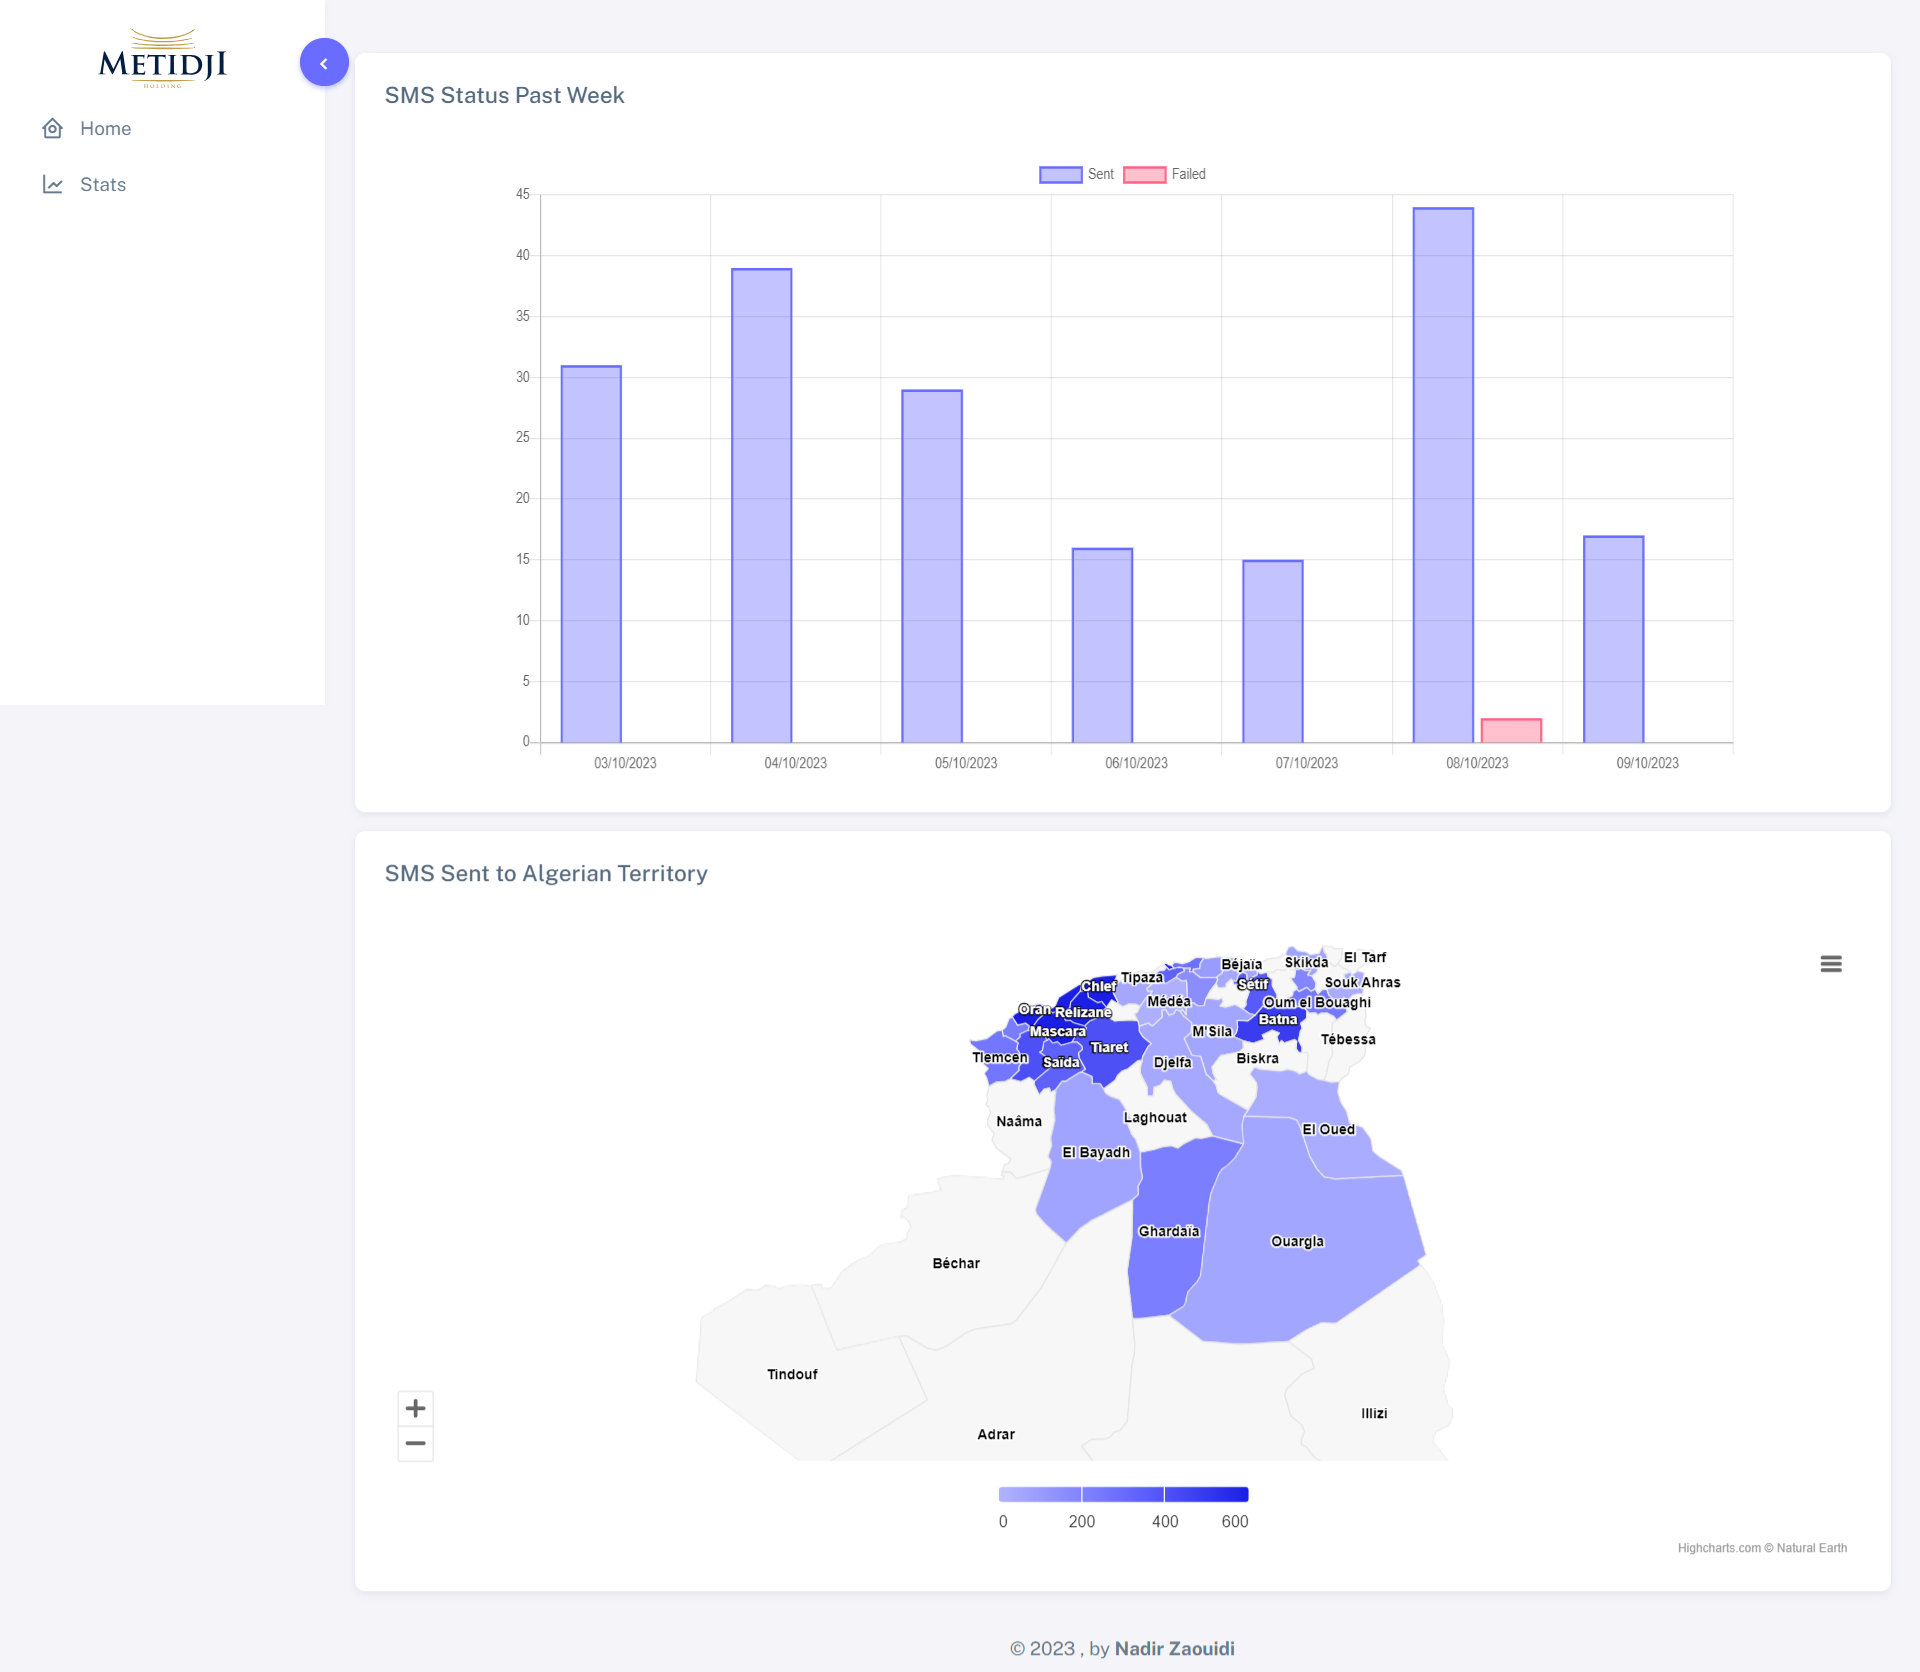 METIDJI
HOLDING
Home
Stats
SMS Status Past Week
Sent
Failed
45
40
35
30
25
20
15
10
5
0
03/10/2023
04/10/2023
05/10/2023
06/10/2023
07/10/2023
08/10/2023
09/10/2023
SMS Sent to Algerian Territory
El Tarf
Skikda
Béjaïa
Tipaza
Souk Ahras
Sétif
Chlef
Médéa
Oum el Bouaghi
Oran
Relizane
Batna
Mascara
M'Sila
Tébessa
Tiaret
Tlemcen
Saïda
Djelfa
Biskra
Naâma
Laghouat
El Oued
El Bayadh
Ghardaïa
Ouargla
Béchar
Tindouf
Illizi
Adrar
+
−
0
200
400
600
Highcharts.com © Natural Earth
© 2023 , by Nadir Zaouidi